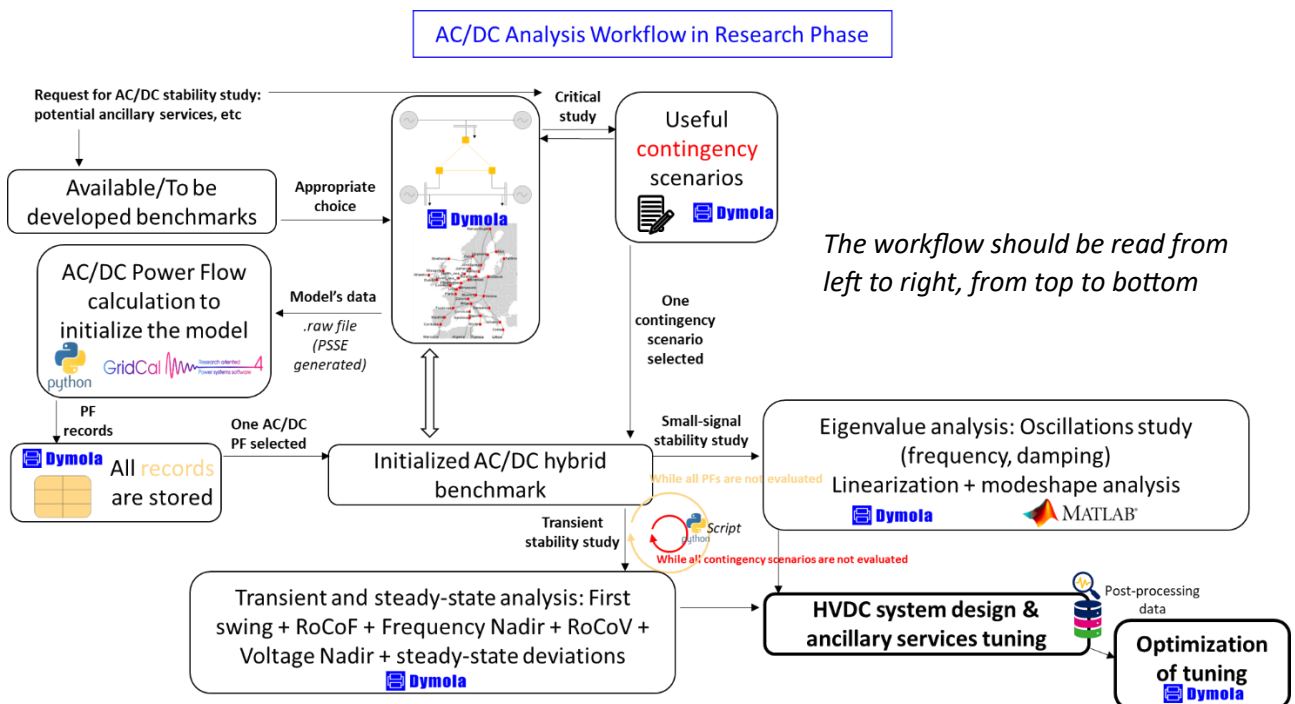 AC/DC Analysis Workflow in Research Phase
Request for AC/DC stability study:
potential ancillary services, etc
Critical
study
Useful
contingency
scenarios
Dymola
Available/To be
developed benchmarks
Appropriate
choice
Dymola
The workflow should be read from
left to right, from top to bottom
AC/DC Power Flow
calculation to
initialize the model
python
GridCal
Research oriented
Power systems software
4
Model's data
.raw file
(PSSE
generated)
One
contingency
scenario
selected
PF
records
One AC/DC
PF selected
Dymola
All records
are stored
Initialized AC/DC hybrid
benchmark
Small-signal
stability study
Eigenvalue analysis: Oscillations study
(frequency, damping)
Linearization + modeshape analysis
Dymola
MATLAB®
While all PFs are not evaluated
Transient
stability study
python
Script
While all contingency scenarios are not evaluated
Transient and steady-state analysis: First
swing + RoCoF + Frequency Nadir + RoCoV +
Voltage Nadir + steady-state deviations
Dymola
HVDC system design &
ancillary services tuning
Post-processing
data
Optimization
of tuning
Dymola